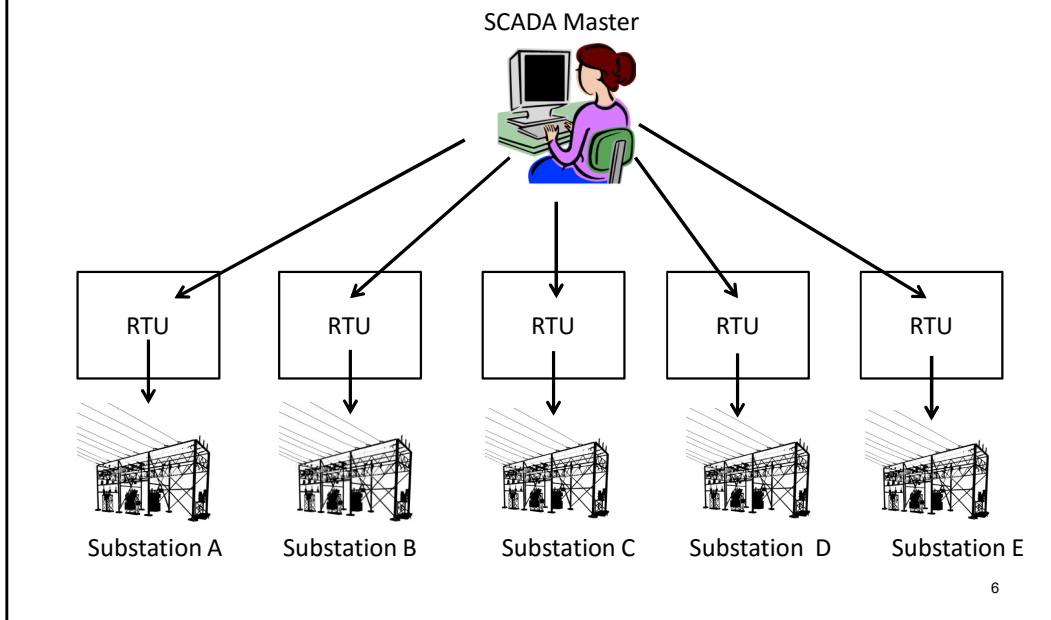 SCADA Master
RTU RTU RTU RTU RTU
Substation A Substation B Substation C Substation  D Substation E
6